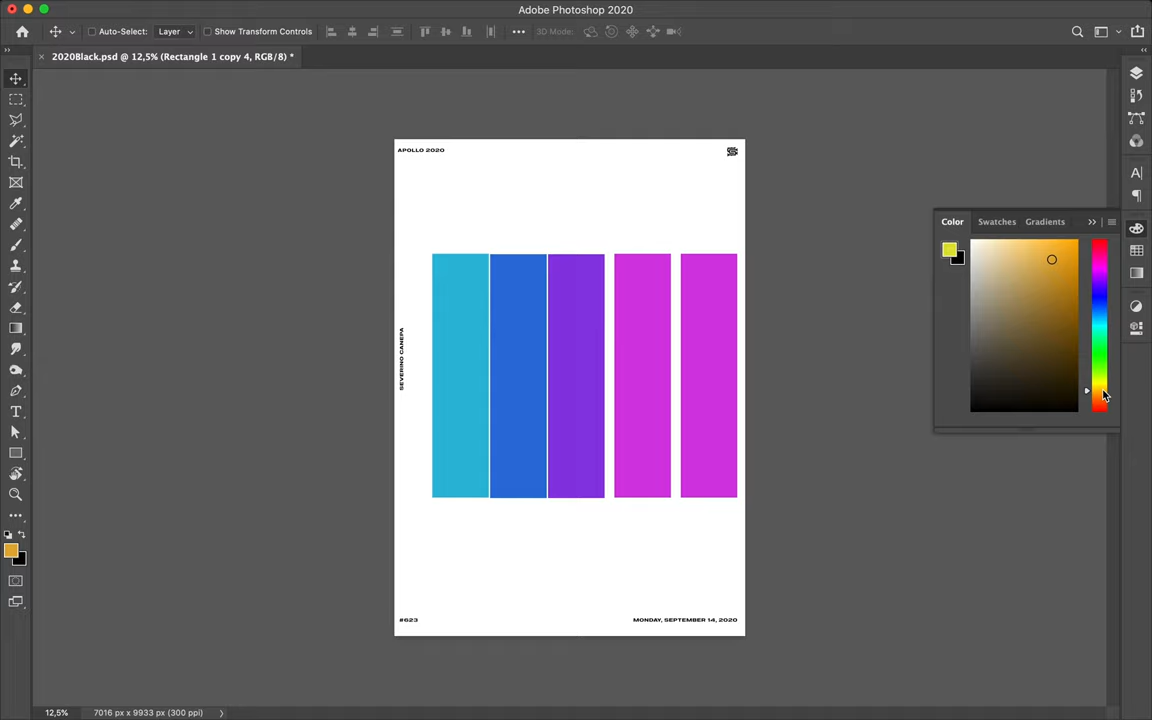 Adobe Photoshop 2020
Auto-Select: Layer Show Transform Controls 3D Mode:
2020Black.psd @ 12,5% (Rectangle 1 copy 4, RGB/8) *
APOLLO 2020
Color Swatches Gradients
SEVERINO CANEPA
#623 MONDAY, SEPTEMBER 14, 2020
12,5% 7016 px x 9933 px (300 ppi)